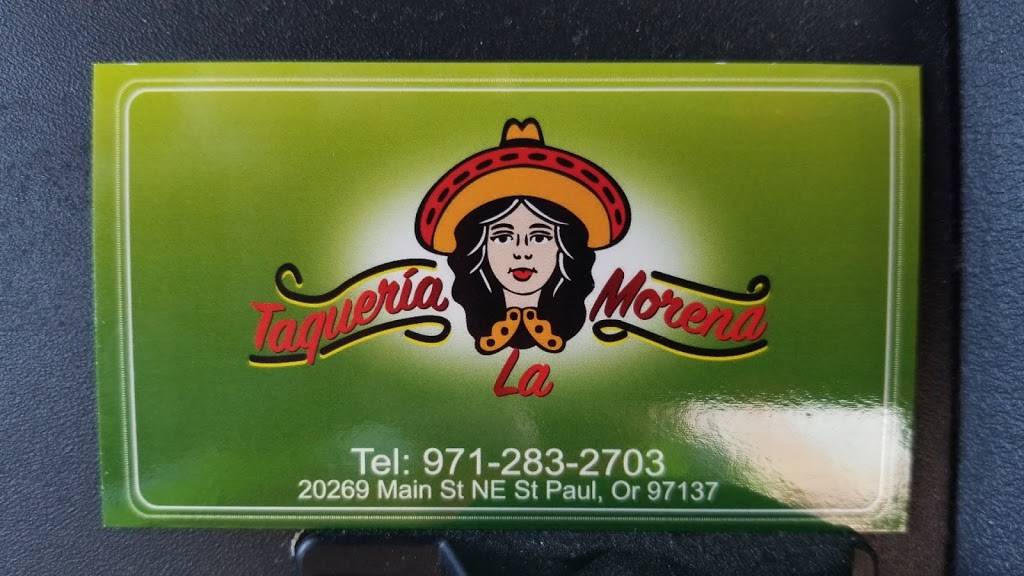 Taquería La Morena
Tel: 971-283-2703
20269 Main St NE St Paul, Or 97137